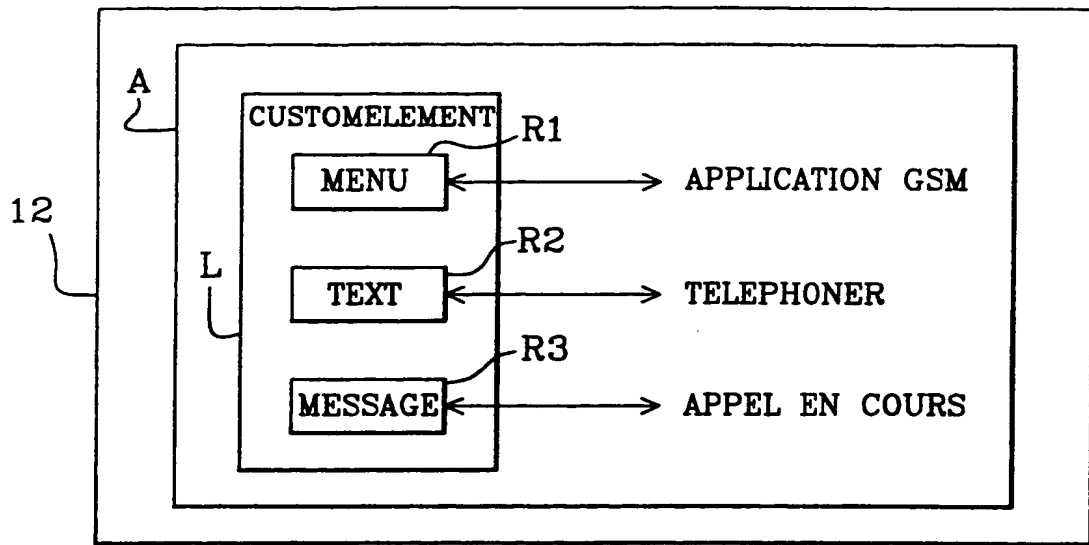 A
CUSTOMELEMENT
R1
MENU
APPLICATION GSM
12
R2
L
TEXT
TELEPHONER
R3
MESSAGE
APPEL EN COURS